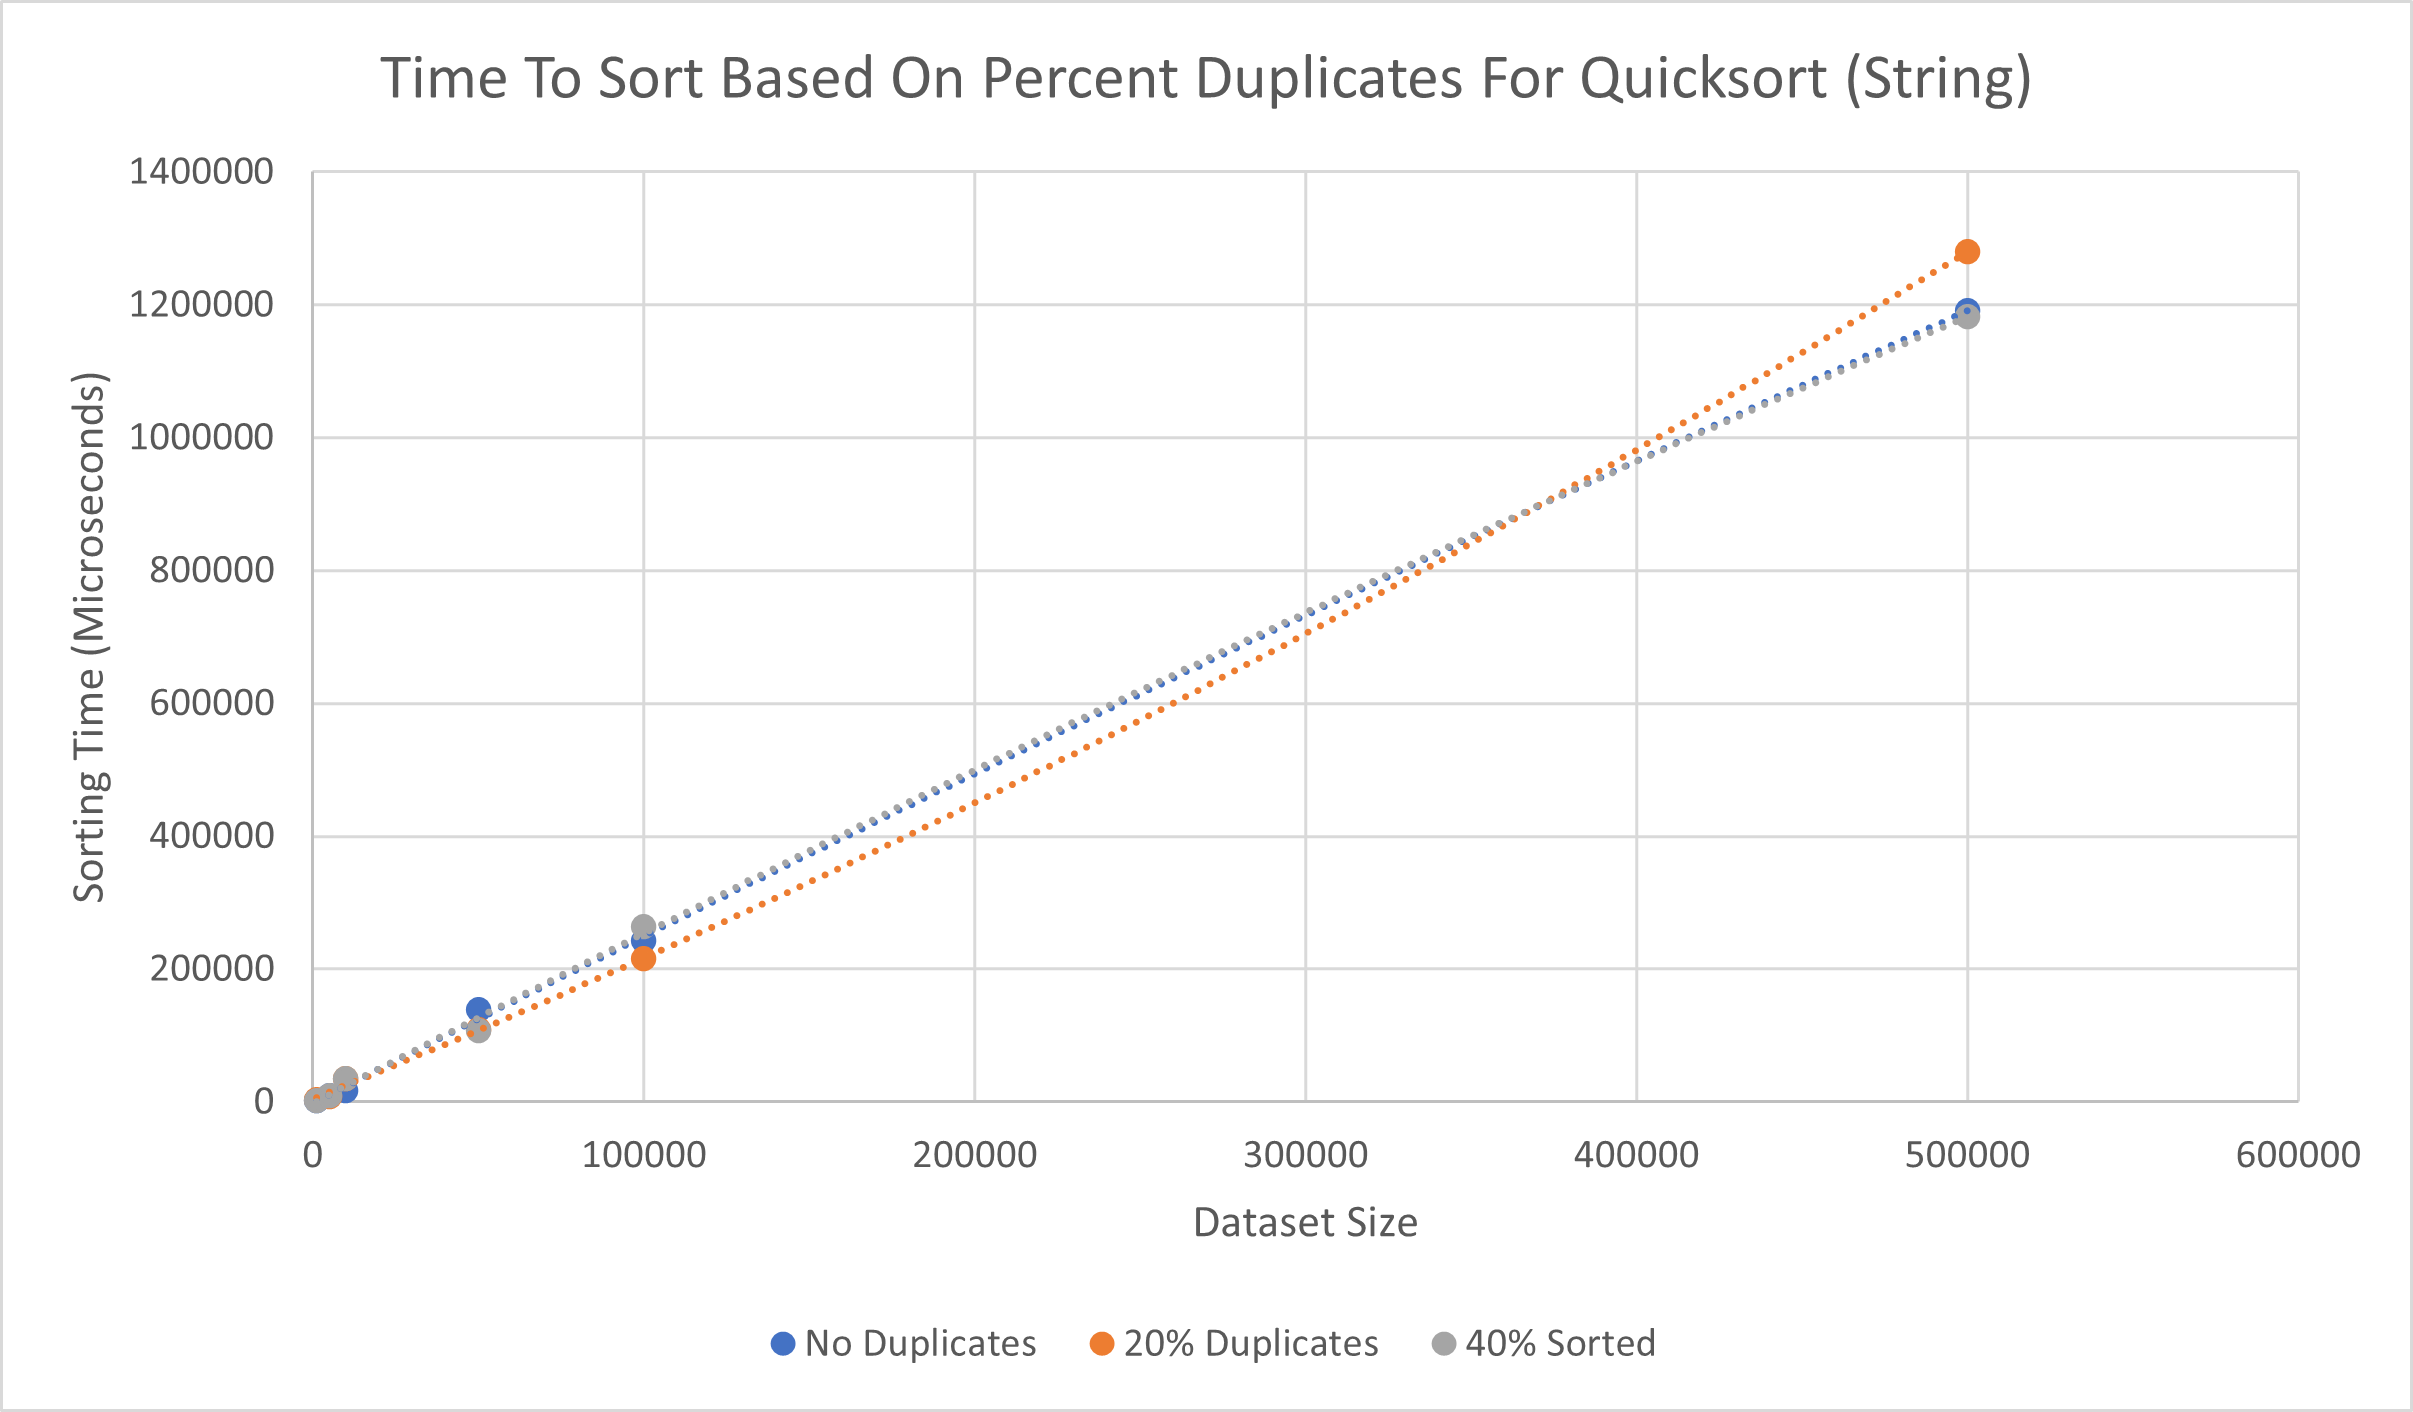 Time To Sort Based On Percent Duplicates For Quicksort (String)
1400000
1200000
1000000
800000
600000
400000
200000
0
Sorting Time (Microseconds)
0 100000 200000 300000 400000 500000 600000
Dataset Size
No Duplicates 20% Duplicates 40% Sorted